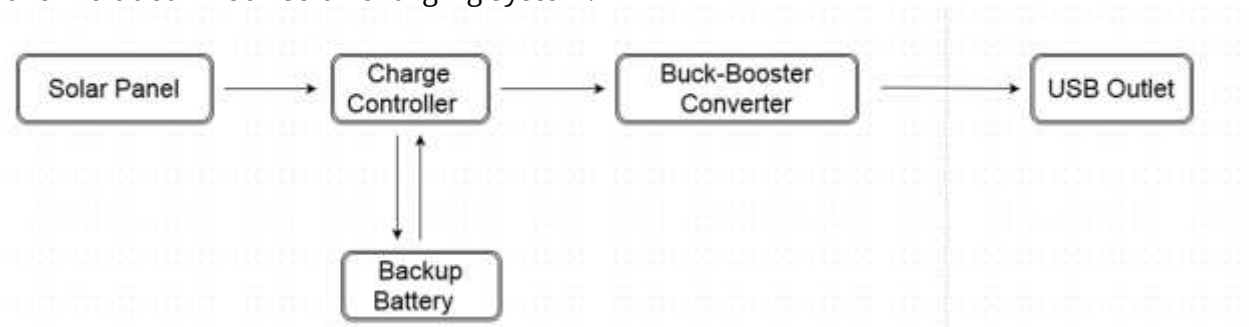 Solar Panel
Charge
Controller
Buck-Booster
Converter
USB Outlet
Backup
Battery